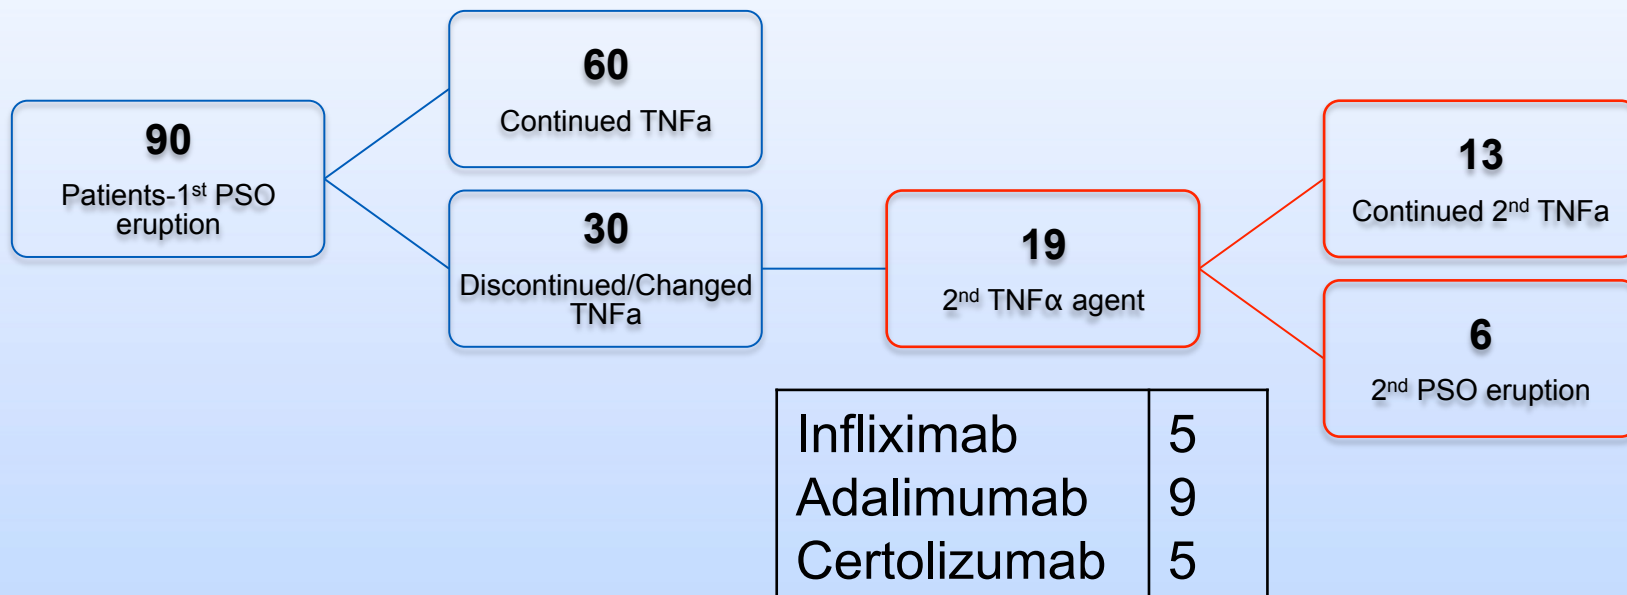 90
Patients-1st PSO
eruption
60
Continued TNFa
30
Discontinued/Changed
TNFa
19
2nd TNFα agent
13
Continued 2nd TNFa
6
2nd PSO eruption
Infliximab 5
Adalimumab 9
Certolizumab 5